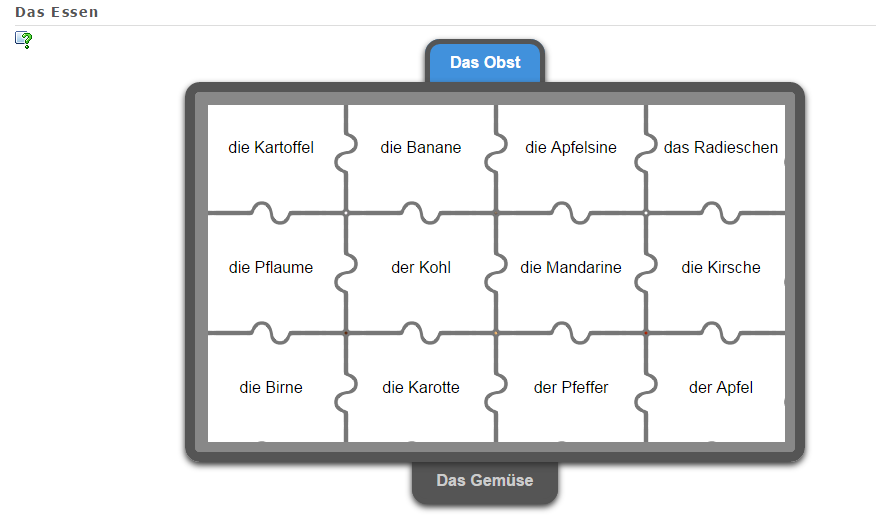 Das Essen
Das Obst
die Kartoffel die Banane die Apfelsine das Radieschen
die Pflaume der Kohl die Mandarine die Kirsche
die Birne die Karotte der Pfeffer der Apfel
Das Gemüse